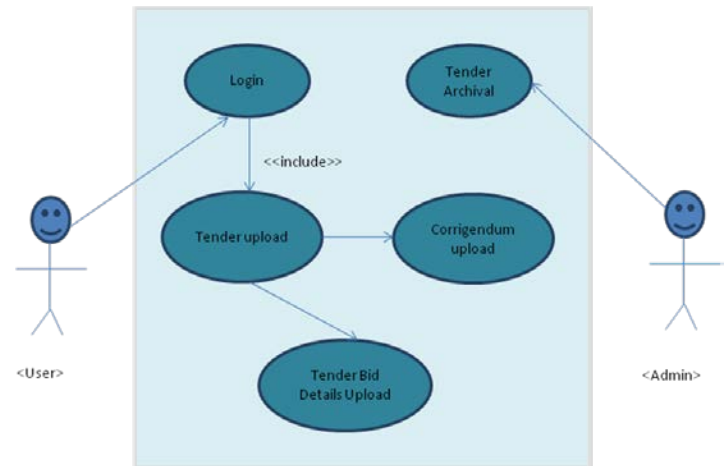 Login
Tender
Archival
<<include>>
Tender upload
Corrigendum
upload
<User>
<Admin>
Tender Bid
Details Upload